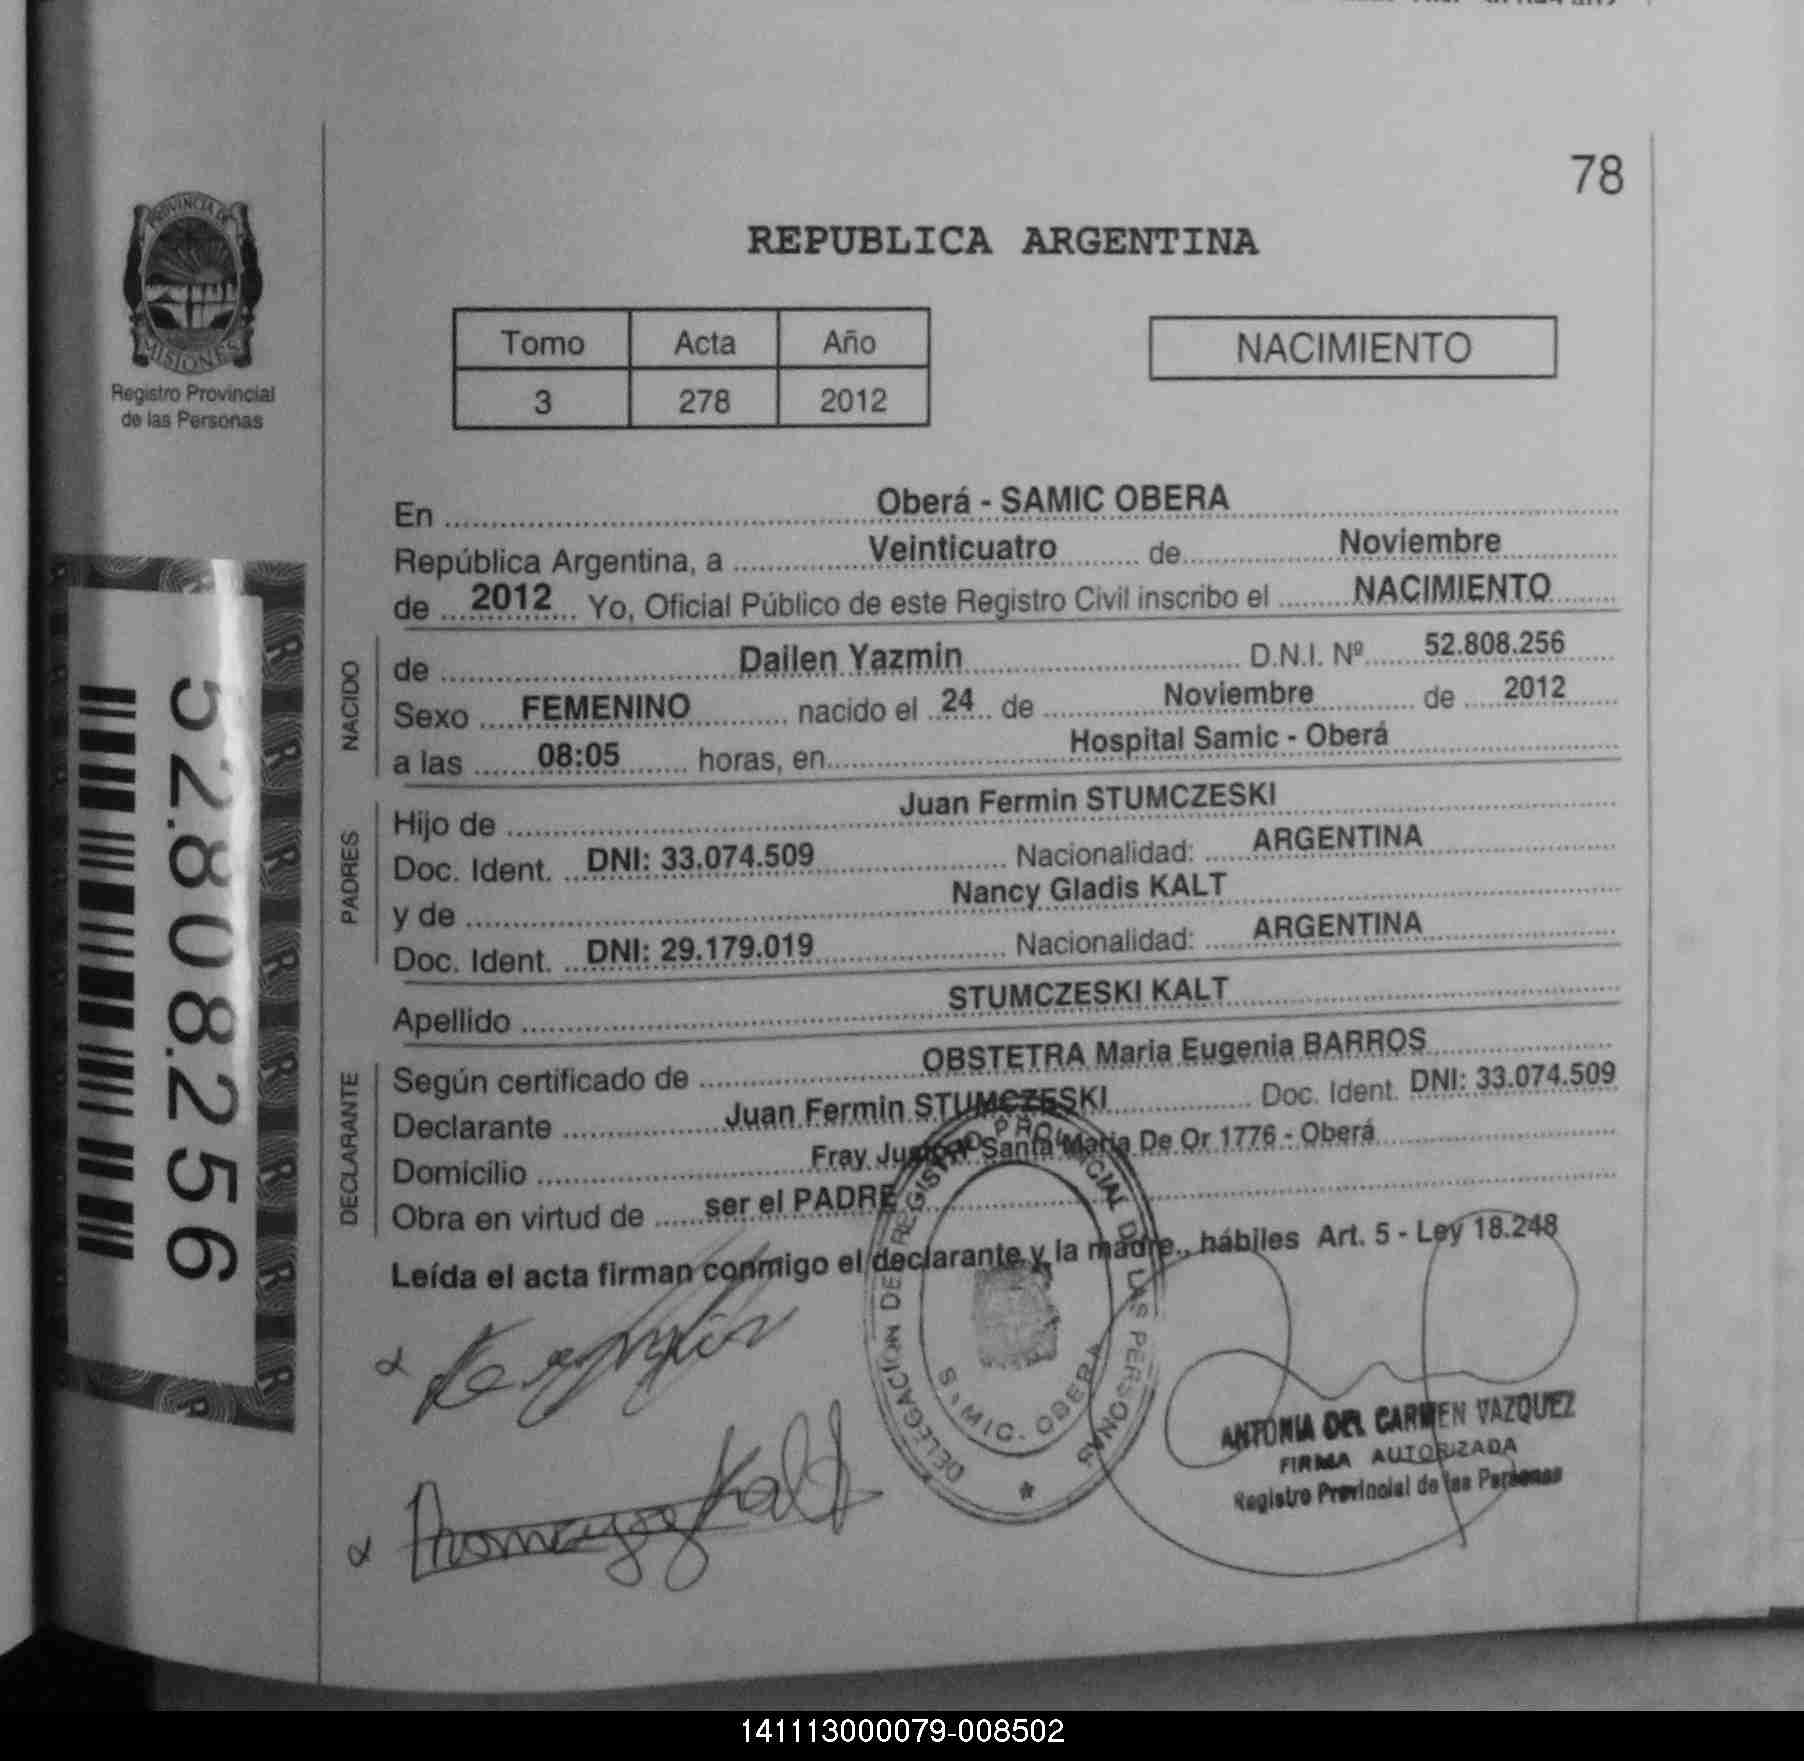 78
PROVINCIA DE
MISIONES
Registro Provincial
de las Personas
REPUBLICA ARGENTINA
Tomo Acta Año
3 278 2012
NACIMIENTO
En Oberá - SAMIC OBERA
República Argentina, a Veinticuatro de Noviembre
de 2012 Yo, Oficial Público de este Registro Civil inscribo el NACIMIENTO
NACIDO
de Dailen Yazmin D.N.I. Nº 52.808.256
Sexo FEMENINO nacido el 24 de Noviembre de 2012
a las 08:05 horas, en Hospital Samic - Oberá
PADRES
Hijo de Juan Fermin STUMCZESKI
Doc. Ident. DNI: 33.074.509 Nacionalidad: ARGENTINA
y de Nancy Gladis KALT
Doc. Ident. DNI: 29.179.019 Nacionalidad: ARGENTINA
Apellido STUMCZESKI KALT
DECLARANTE
Según certificado de OBSTETRA Maria Eugenia BARROS
Declarante Juan Fermin STUMCZESKI Doc. Ident. DNI: 33.074.509
Domicilio Fray Santa Maria De Or 1776 - Oberá
Obra en virtud de ser el PADRE
Leída el acta firman conmigo el declarante y la madre., hábiles Art. 5 - Ley 18.248
DELEGACION DE REGISTRO PROVINCIAL DE LAS PERSONAS
SAMIC. OBERA
Kalt
ANTONIA DEL CARMEN VAZQUEZ
FIRMA AUTORIZADA
Registro Provincial de las Personas
52.808.256
141113000079-008502